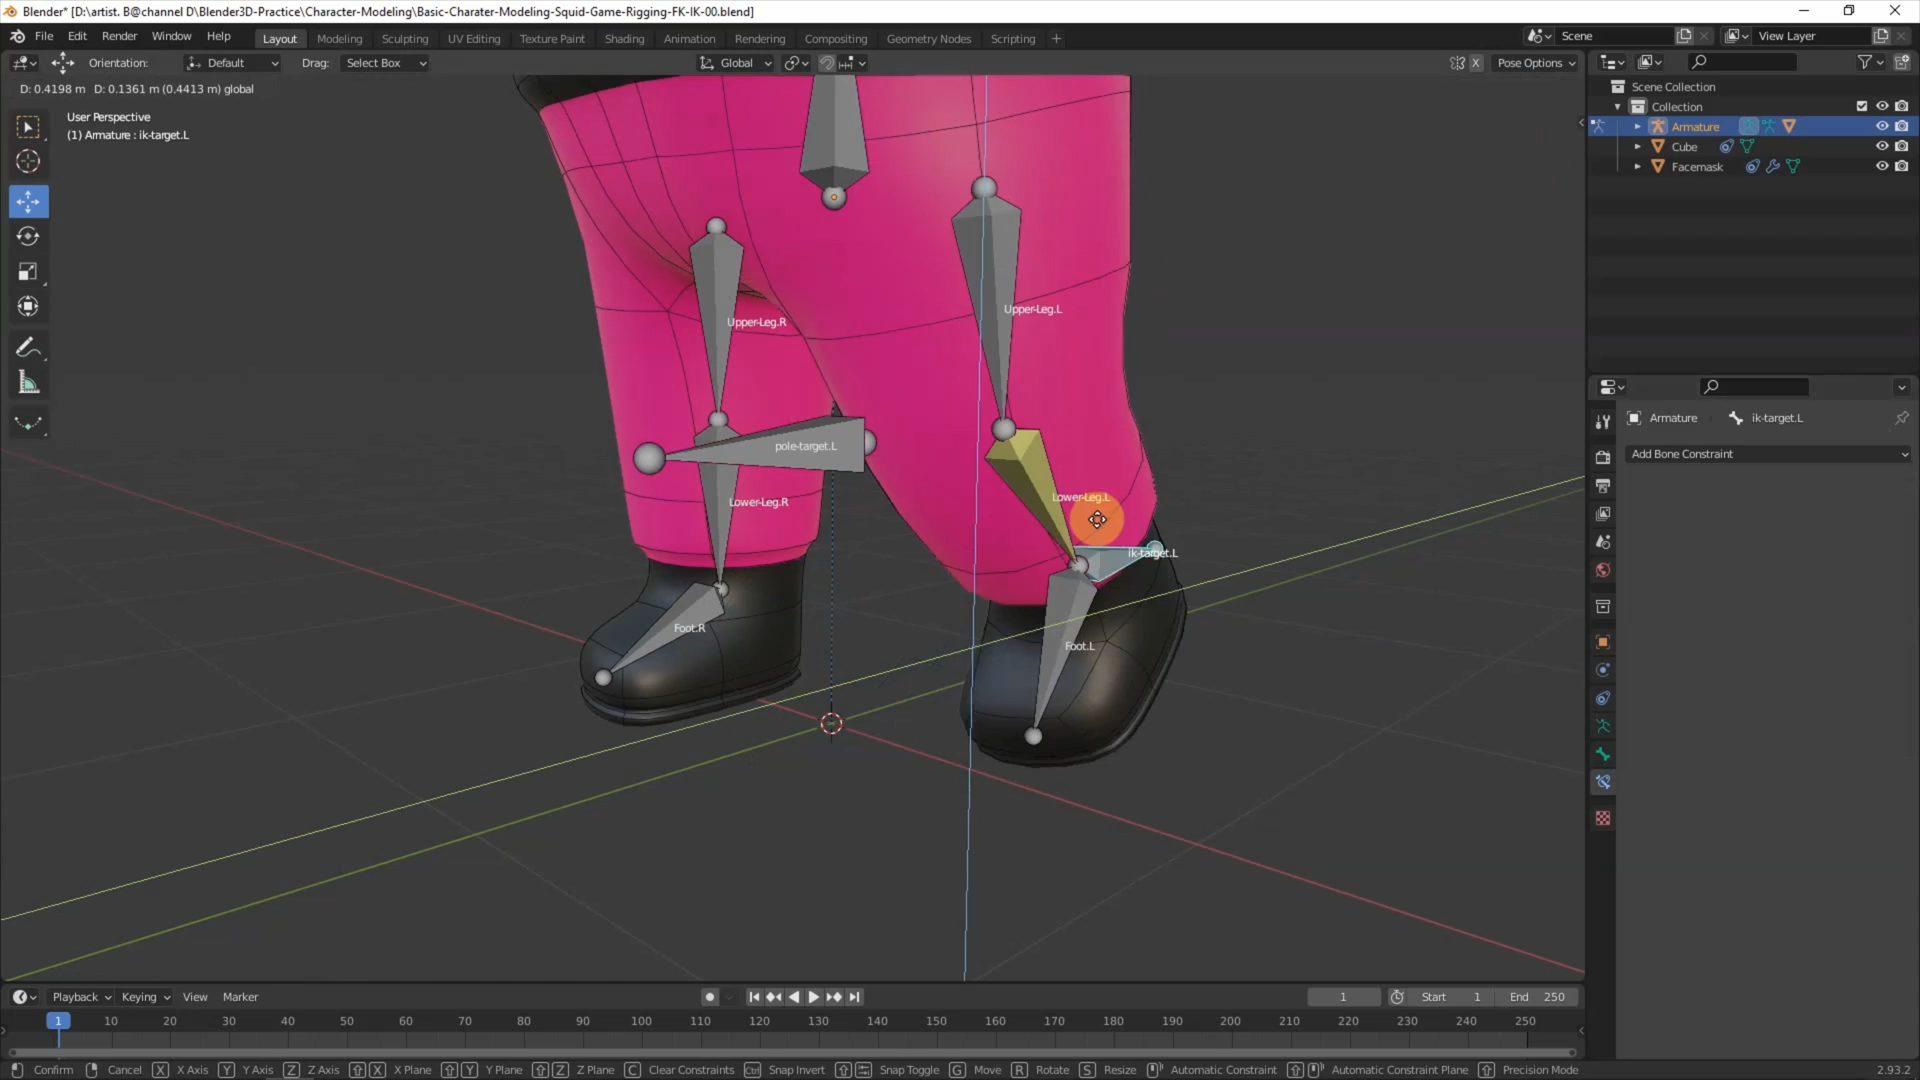 Blender* [D:\artist. B@channel D\Blender3D-Practice\Character-Modeling\Basic-Charater-Modeling-Squid-Game-Rigging-FK-IK-00.blend]
File Edit Render Window Help Layout Modeling Sculpting UV Editing Texture Paint Shading Animation Rendering Compositing Geometry Nodes Scripting + Scene View Layer
Orientation: Default Drag: Select Box Global X Pose Options
D: 0.4198 m D: 0.1361 m (0.4413 m) global
User Perspective
(1) Armature : ik-target.L
Scene Collection
Collection
Armature
Cube
Facemask
Upper-Leg.L
Upper-Leg.R
pole-target.L
Lower-Leg.L
Lower-Leg.R
ik-target.L
Foot.R
Foot.L
Armature ik-target.L
Add Bone Constraint
Playback Keying View Marker 1 Start 1 End 250
1 10 20 30 40 50 60 70 80 90 100 110 120 130 140 150 160 170 180 190 200 210 220 230 240 250
Confirm Cancel X X Axis Y Y Axis Z Z Axis X X Plane Y Y Plane Z Z Plane C Clear Constraints Ctrl Snap Invert Snap Toggle G Move R Rotate S Resize Automatic Constraint Automatic Constraint Plane Precision Mode 2.93.2